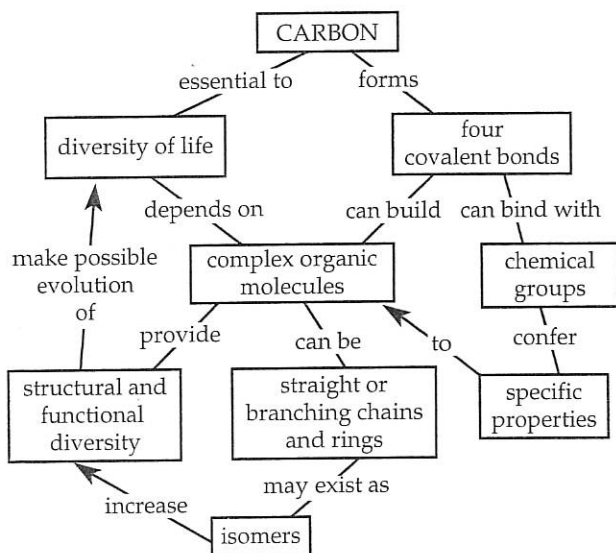 CARBON
essential to
forms
diversity of life
four
covalent bonds
depends on
can build
can bind with
make possible
evolution
of
complex organic
molecules
chemical
groups
provide
can be
to
confer
structural and
functional
diversity
straight or
branching chains
and rings
specific
properties
increase
may exist as
isomers